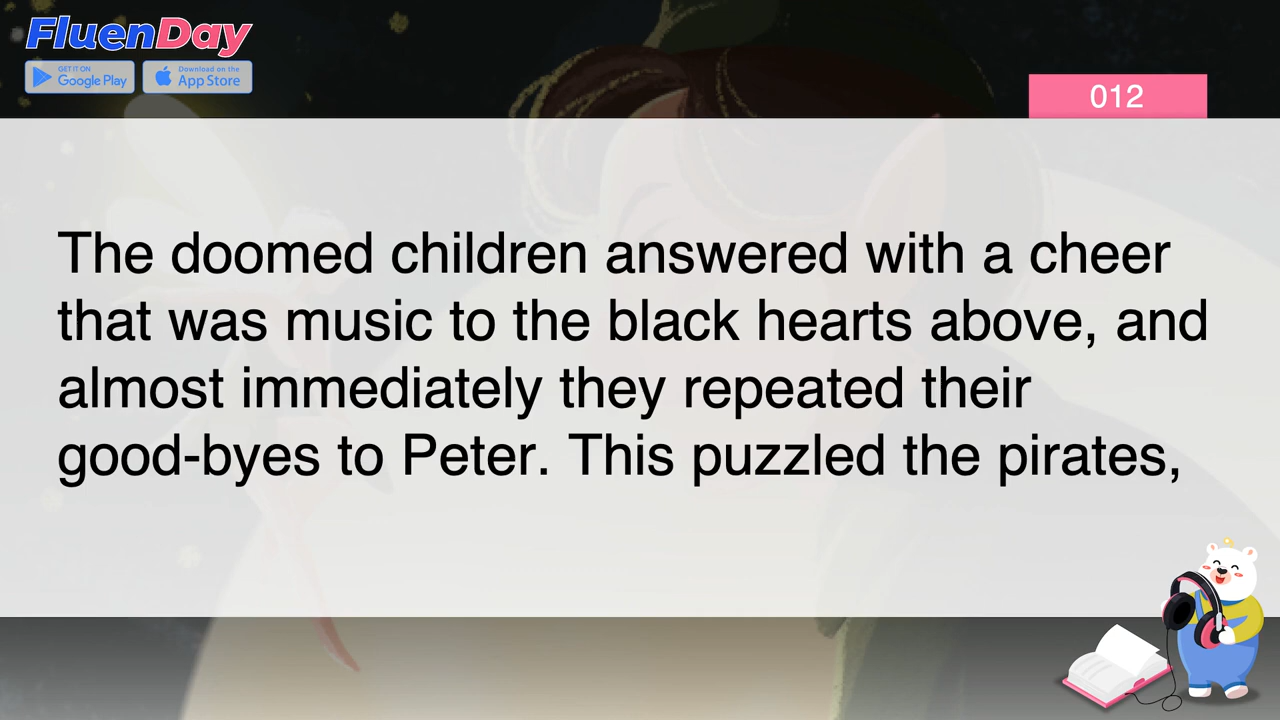 FluenDay
GET IT ON
Google Play
Download on the
App Store
012
The doomed children answered with a cheer
that was music to the black hearts above, and
almost immediately they repeated their
good-byes to Peter. This puzzled the pirates,